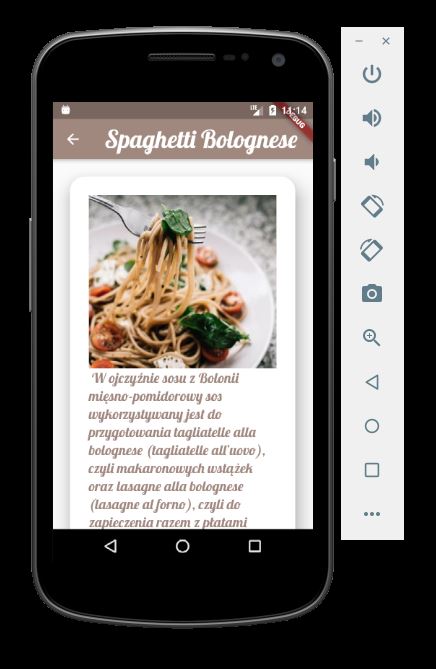 11:14
DEBUG
Spaghetti Bolognese
'W ojczyźnie sosu z Bolonii
mięsno-pomidorowy sos
wykorzystywany jest do
przygotowania tagliatelle alla
bolognese (tagliatelle all'uovo),
czyli makaronowych wstążek
oraz lasagne alla bolognese
(lasagne al forno), czyli do
zapieczenia razem z płatami